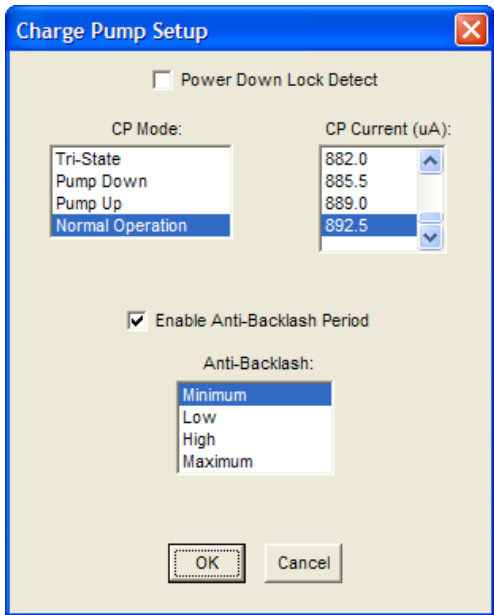 Charge Pump Setup
Power Down Lock Detect
CP Mode:
Tri-State
Pump Down
Pump Up
Normal Operation
CP Current (uA):
882.0
885.5
889.0
892.5
Enable Anti-Backlash Period
Anti-Backlash:
Minimum
Low
High
Maximum
OK
Cancel